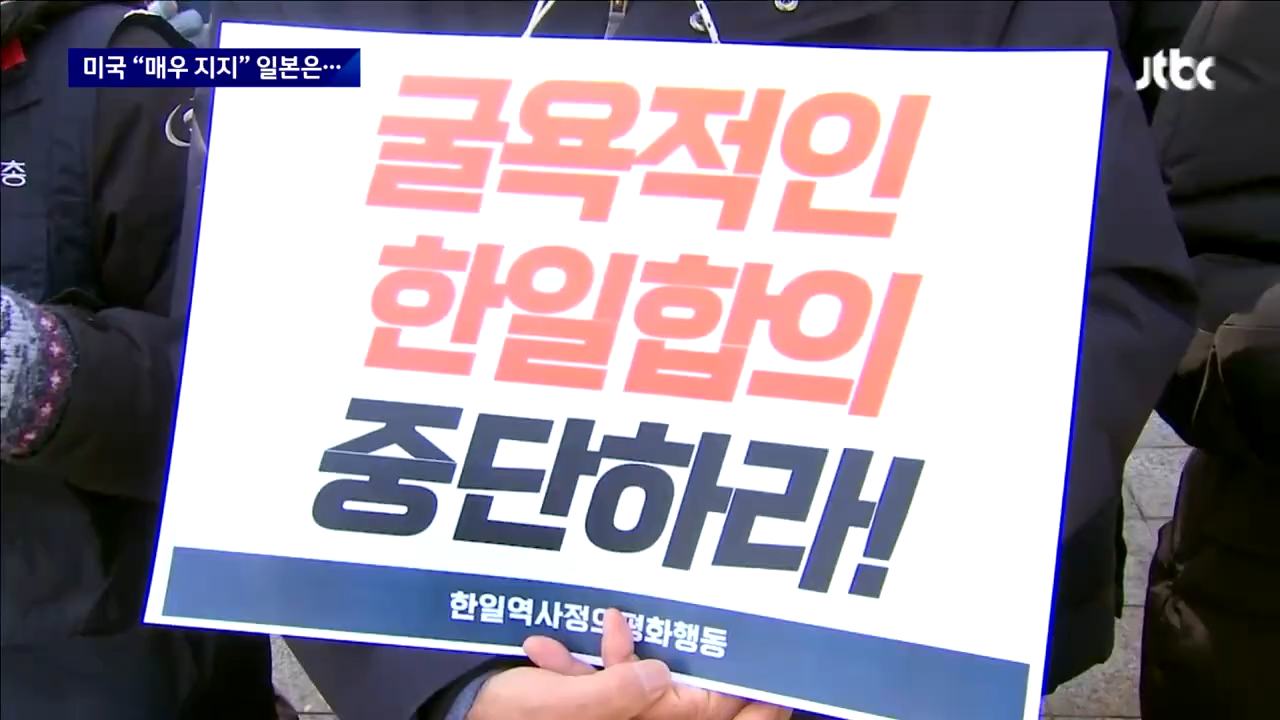 미국 “매우 지지” 일본은…
jtbc
총
굴욕적인
한일합의
중단하라!
한일역사정의평화행동